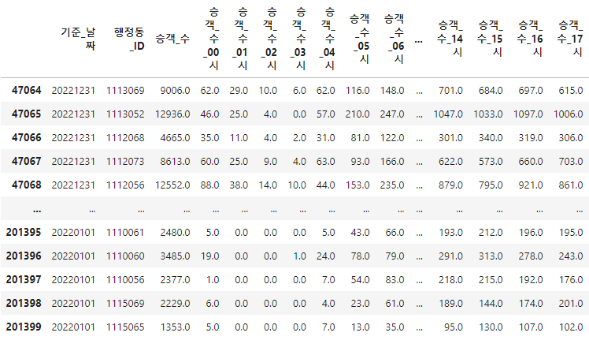 기준_날짜 행정동_ID 승객_수 승객_수_00시 승객_수_01시 승객_수_02시 승객_수_03시 승객_수_04시 승객_수_05시 승객_수_06시 ... 승객_수_14시 승객_수_15시 승객_수_16시 승객_수_17시
47064 20221231 1113069 9006.0 62.0 29.0 10.0 6.0 62.0 116.0 148.0 ... 701.0 684.0 697.0 615.0
47065 20221231 1113052 12936.0 46.0 25.0 4.0 0.0 57.0 210.0 247.0 ... 1047.0 1033.0 1097.0 1006.0
47066 20221231 1112068 4665.0 35.0 11.0 4.0 2.0 31.0 81.0 122.0 ... 301.0 340.0 319.0 306.0
47067 20221231 1112073 8613.0 60.0 25.0 9.0 4.0 63.0 93.0 166.0 ... 622.0 573.0 660.0 703.0
47068 20221231 1112056 12552.0 88.0 38.0 14.0 10.0 44.0 153.0 235.0 ... 879.0 795.0 921.0 861.0
... ... ... ... ... ... ... ... ... ... ... ... ... ... ... ...
201395 20220101 1110061 2480.0 5.0 0.0 0.0 0.0 5.0 43.0 66.0 ... 193.0 212.0 196.0 195.0
201396 20220101 1110060 3485.0 19.0 0.0 0.0 1.0 24.0 78.0 79.0 ... 291.0 313.0 278.0 243.0
201397 20220101 1110056 2377.0 1.0 0.0 0.0 0.0 7.0 54.0 83.0 ... 218.0 215.0 192.0 176.0
201398 20220101 1115069 2229.0 6.0 0.0 0.0 0.0 4.0 23.0 61.0 ... 189.0 144.0 174.0 201.0
201399 20220101 1115065 1353.0 5.0 0.0 0.0 0.0 7.0 13.0 35.0 ... 95.0 130.0 107.0 102.0